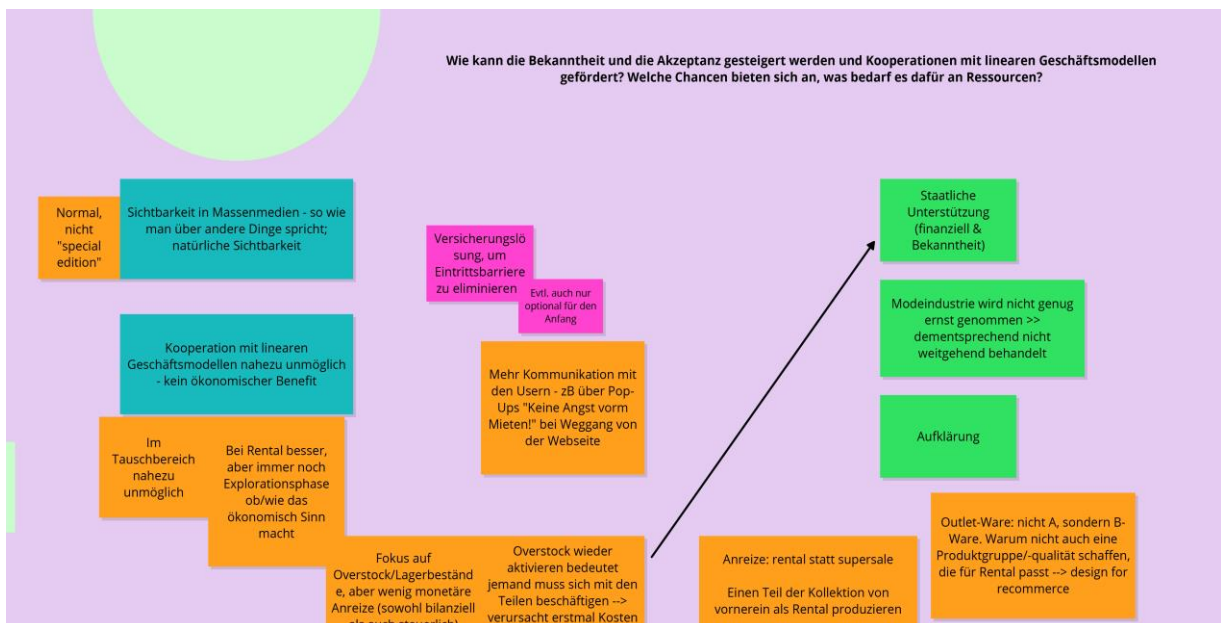 Wie kann die Bekanntheit und die Akzeptanz gesteigert werden und Kooperationen mit linearen Geschäftsmodellen
gefördert? Welche Chancen bieten sich an, was bedarf es dafür an Ressourcen?
Normal,
nicht
"special
edition"
Sichtbarkeit in Massenmedien - so wie
man über andere Dinge spricht;
natürliche Sichtbarkeit
Versicherungslö
sung, um
Eintrittsbarriere
zu eliminieren
Evtl. auch nur
optional für den
Anfang
Staatliche
Unterstützung
(finanziell &
Bekanntheit)
Kooperation mit linearen
Geschäftsmodellen nahezu unmöglich
- kein ökonomischer Benefit
Modeindustrie wird nicht genug
ernst genommen >>
dementsprechend nicht
weitgehend behandelt
Mehr Kommunikation mit
den Usern - zB über Pop-
Ups "Keine Angst vorm
Mieten!" bei Weggang von
der Webseite
Aufklärung
Im
Tauschbereich
nahezu
unmöglich
Bei Rental besser,
aber immer noch
Explorationsphase
ob/wie das
ökonomisch Sinn
macht
Outlet-Ware: nicht A, sondern B-
Ware. Warum nicht auch eine
Produktgruppe/-qualität schaffen,
die für Rental passt --> design for
recommerce
Fokus auf
Overstock/Lagerbeständ
e, aber wenig monetäre
Anreize (sowohl bilanziell
als auch steuerlich)
Overstock wieder
aktivieren bedeutet
jemand muss sich mit den
Teilen beschäftigen -->
verursacht erstmal Kosten
Anreize: rental statt supersale
Einen Teil der Kollektion von
vornerein als Rental produzieren